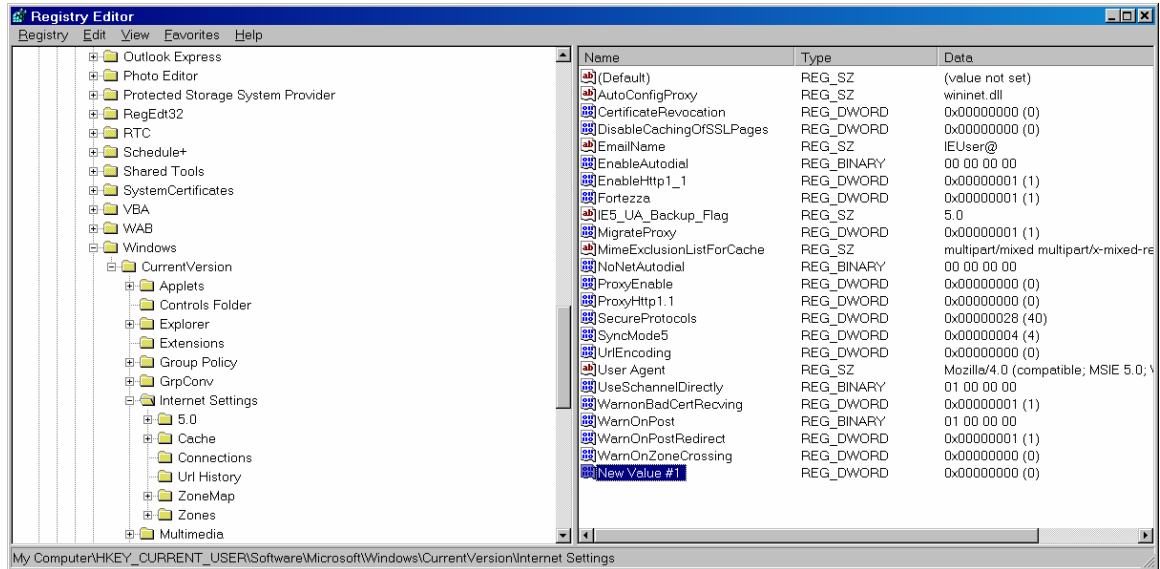 Registry Editor
Registry Edit View Favorites Help
Outlook Express
Photo Editor
Protected Storage System Provider
RegEdt32
RTC
Schedule+
Shared Tools
SystemCertificates
VBA
WAB
Windows
CurrentVersion
Applets
Controls Folder
Explorer
Extensions
Group Policy
GrpConv
Internet Settings
5.0
Cache
Connections
Url History
ZoneMap
Zones
Multimedia
Name Type Data
(Default) REG_SZ (value not set)
AutoConfigProxy REG_SZ wininet.dll
CertificateRevocation REG_DWORD 0x00000000 (0)
DisableCachingOfSSLPages REG_DWORD 0x00000000 (0)
EmailName REG_SZ IEUser@
EnableAutodial REG_BINARY 00 00 00 00
EnableHttp1_1 REG_DWORD 0x00000001 (1)
Fortezza REG_DWORD 0x00000001 (1)
IE5_UA_Backup_Flag REG_SZ 5.0
MigrateProxy REG_DWORD 0x00000001 (1)
MimeExclusionListForCache REG_SZ multipart/mixed multipart/x-mixed-re
NoNetAutodial REG_BINARY 00 00 00 00
ProxyEnable REG_DWORD 0x00000000 (0)
ProxyHttp1.1 REG_DWORD 0x00000000 (0)
SecureProtocols REG_DWORD 0x00000028 (40)
SyncMode5 REG_DWORD 0x00000004 (4)
UrlEncoding REG_DWORD 0x00000000 (0)
User Agent REG_SZ Mozilla/4.0 (compatible; MSIE 5.0;
UseSchannelDirectly REG_BINARY 01 00 00 00
WarnonBadCertRecving REG_DWORD 0x00000001 (1)
WarnOnPost REG_BINARY 01 00 00 00
WarnOnPostRedirect REG_DWORD 0x00000001 (1)
WarnOnZoneCrossing REG_DWORD 0x00000000 (0)
New Value #1 REG_DWORD 0x00000000 (0)
My Computer\HKEY_CURRENT_USER\Software\Microsoft\Windows\CurrentVersion\Internet Settings